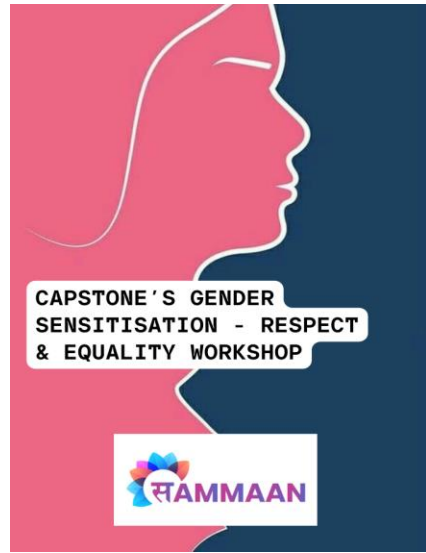 CAPSTONE'S GENDER
SENSITISATION - RESPECT
& EQUALITY WORKSHOP
सAMMAAN